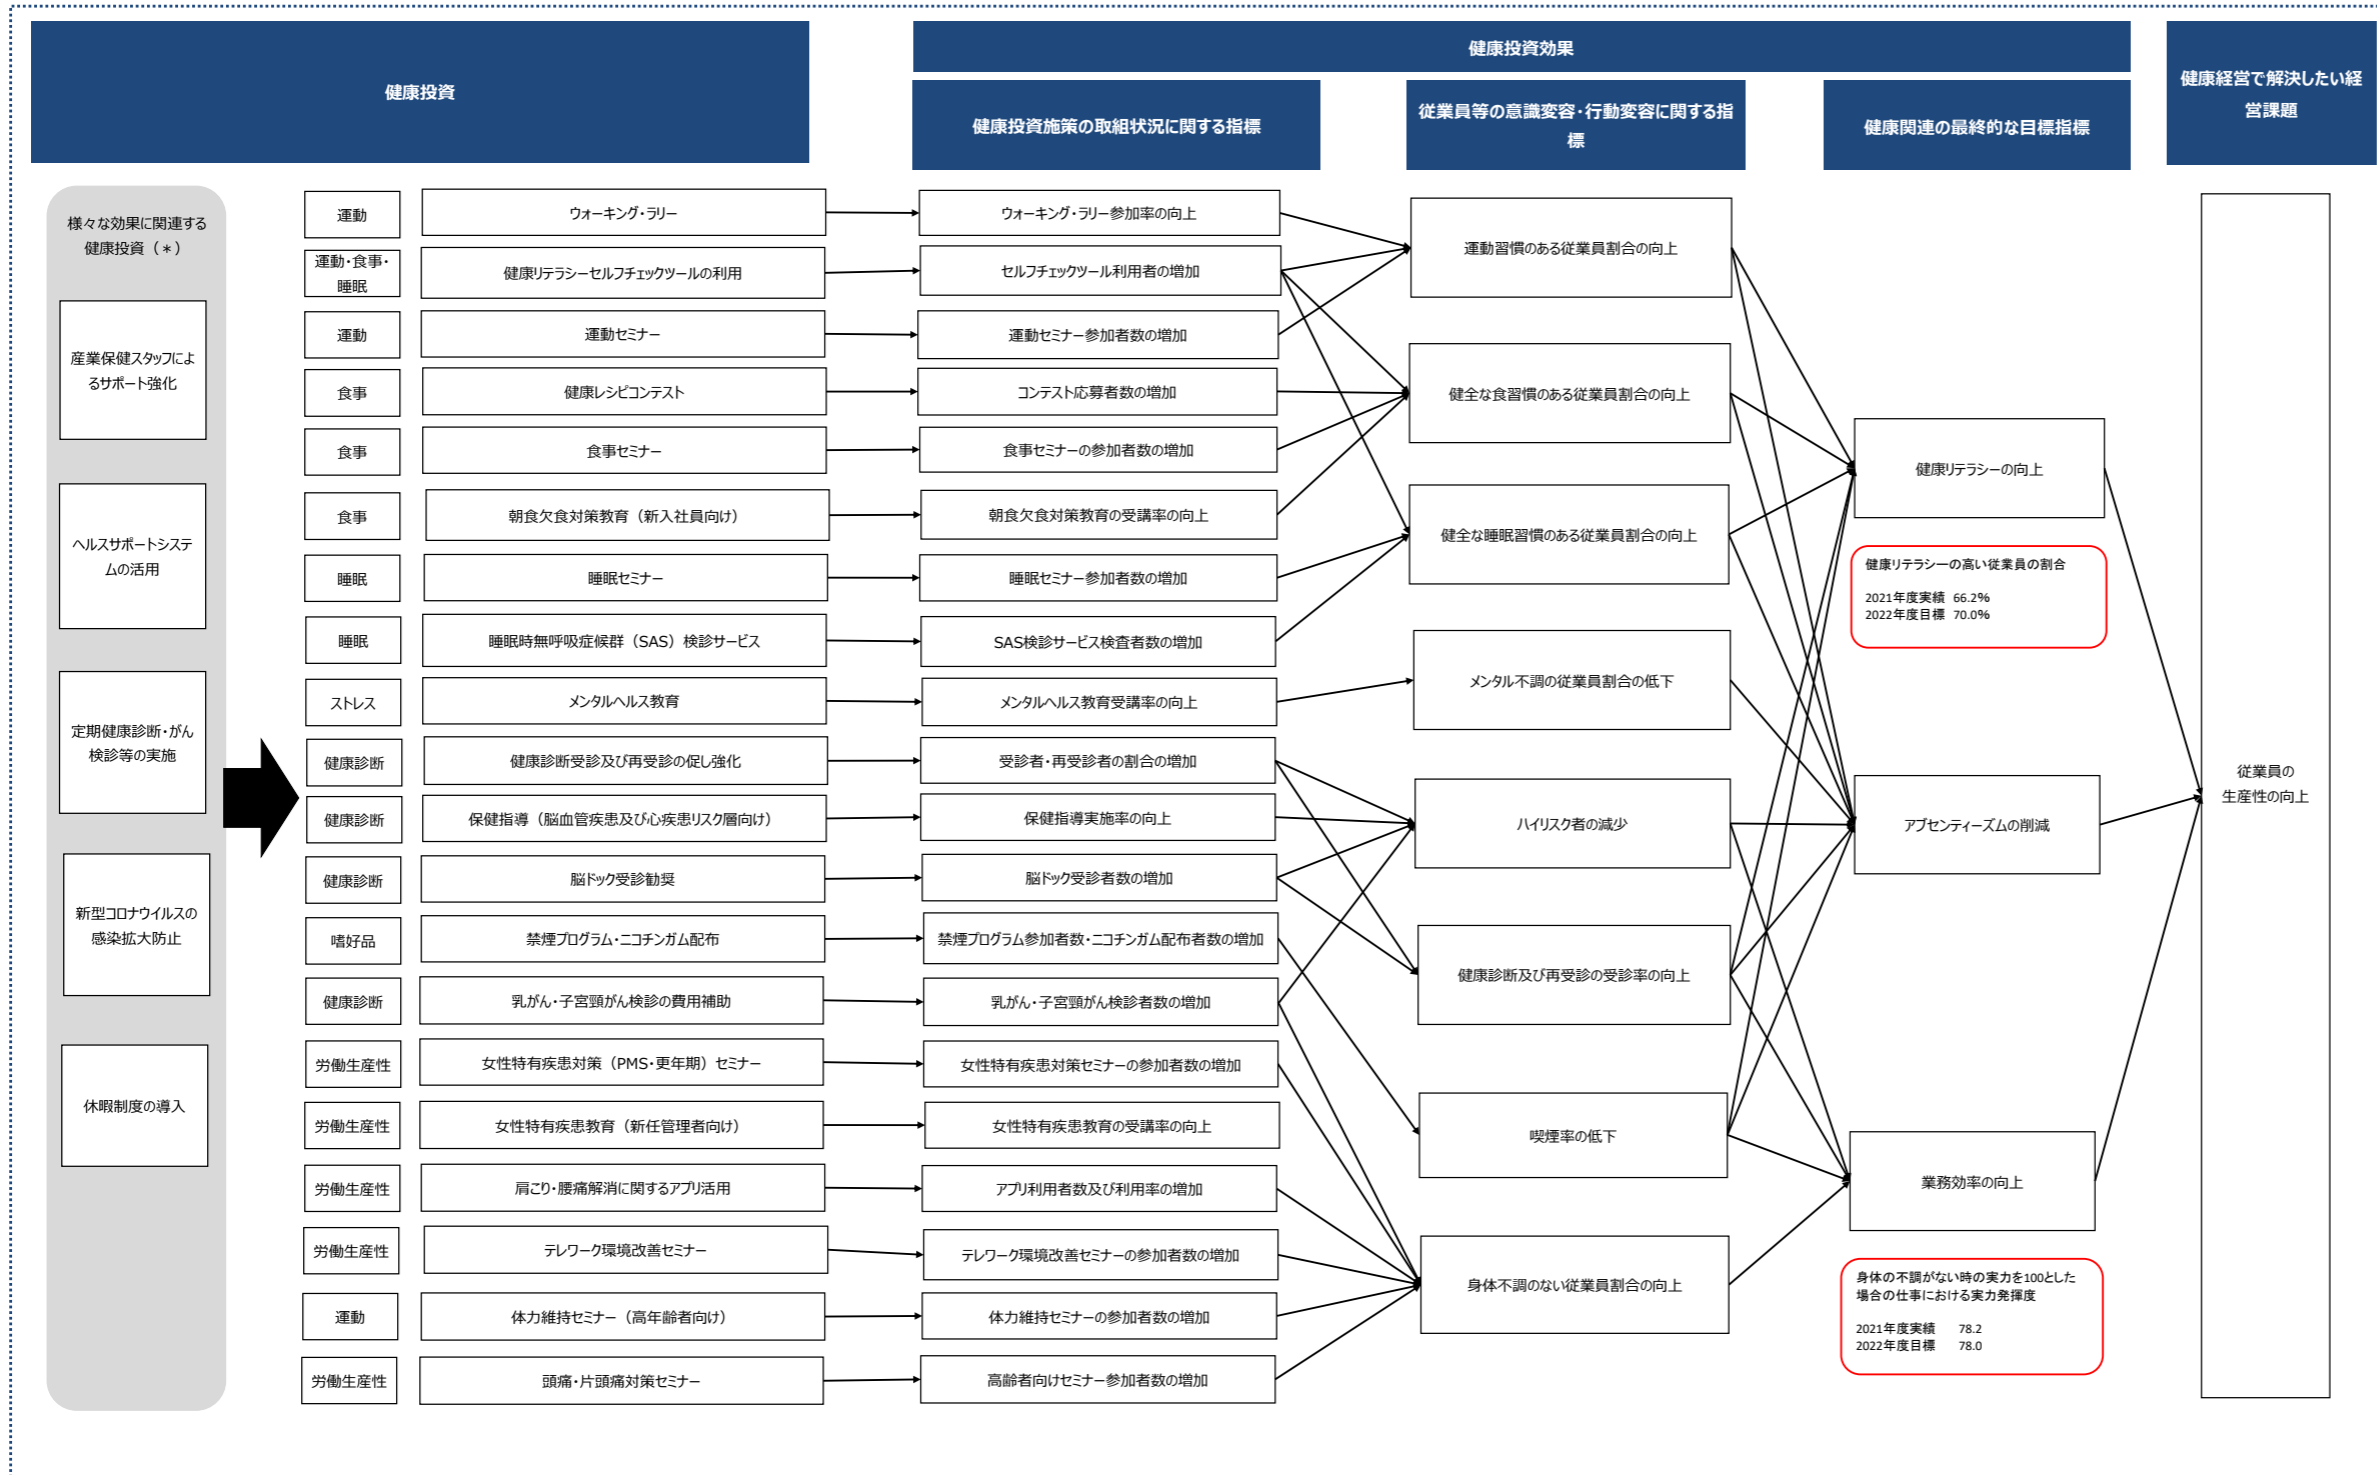 健康投資
健康投資効果
健康経営で解決したい経
営課題
健康投資施策の取組状況に関する指標
従業員等の意識変容・行動変容に関する指
標
健康関連の最終的な目標指標
様々な効果に関連する
健康投資（＊）
産業保健スタッフによ
るサポート強化
ヘルスサポートシステ
ムの活用
定期健康診断・がん
検診等の実施
新型コロナウイルスの
感染拡大防止
休暇制度の導入
運動
ウォーキング・ラリー
ウォーキング・ラリー参加率の向上
運動・食事・
睡眠
健康リテラシーセルフチェックツールの利用
セルフチェックツール利用者の増加
運動
運動セミナー
運動セミナー参加者数の増加
食事
健康レシピコンテスト
コンテスト応募者数の増加
食事
食事セミナー
食事セミナーの参加者数の増加
食事
朝食欠食対策教育（新入社員向け）
朝食欠食対策教育の受講率の向上
睡眠
睡眠セミナー
睡眠セミナー参加者数の増加
睡眠
睡眠時無呼吸症候群（SAS）検診サービス
SAS検診サービス検査者数の増加
ストレス
メンタルヘルス教育
メンタルヘルス教育受講率の向上
健康診断
健康診断受診及び再受診の促し強化
受診者・再受診者の割合の増加
健康診断
保健指導（脳血管疾患及び心疾患リスク層向け）
保健指導実施率の向上
健康診断
脳ドック受診勧奨
脳ドック受診者数の増加
嗜好品
禁煙プログラム・ニコチンガム配布
禁煙プログラム参加者数・ニコチンガム配布者数の増加
健康診断
乳がん・子宮頸がん検診の費用補助
乳がん・子宮頸がん検診者数の増加
労働生産性
女性特有疾患対策（PMS・更年期）セミナー
女性特有疾患対策セミナーの参加者数の増加
労働生産性
女性特有疾患教育（新任管理者向け）
女性特有疾患教育の受講率の向上
労働生産性
肩こり・腰痛解消に関するアプリ活用
アプリ利用者数及び利用率の増加
労働生産性
テレワーク環境改善セミナー
テレワーク環境改善セミナーの参加者数の増加
運動
体力維持セミナー（高年齢者向け）
体力維持セミナーの参加者数の増加
労働生産性
頭痛・片頭痛対策セミナー
高齢者向けセミナー参加者数の増加
運動習慣のある従業員割合の向上
健全な食習慣のある従業員割合の向上
健全な睡眠習慣のある従業員割合の向上
メンタル不調の従業員割合の低下
ハイリスク者の減少
健康診断及び再受診の受診率の向上
喫煙率の低下
身体不調のない従業員割合の向上
健康リテラシーの向上
健康リテラシーの高い従業員の割合
2021年度実績 66.2%
2022年度目標 70.0%
アブセンティーズムの削減
業務効率の向上
身体の不調がない時の実力を100とした
場合の仕事における実力発揮度
2021年度実績 78.2
2022年度目標 78.0
従業員の
生産性の向上